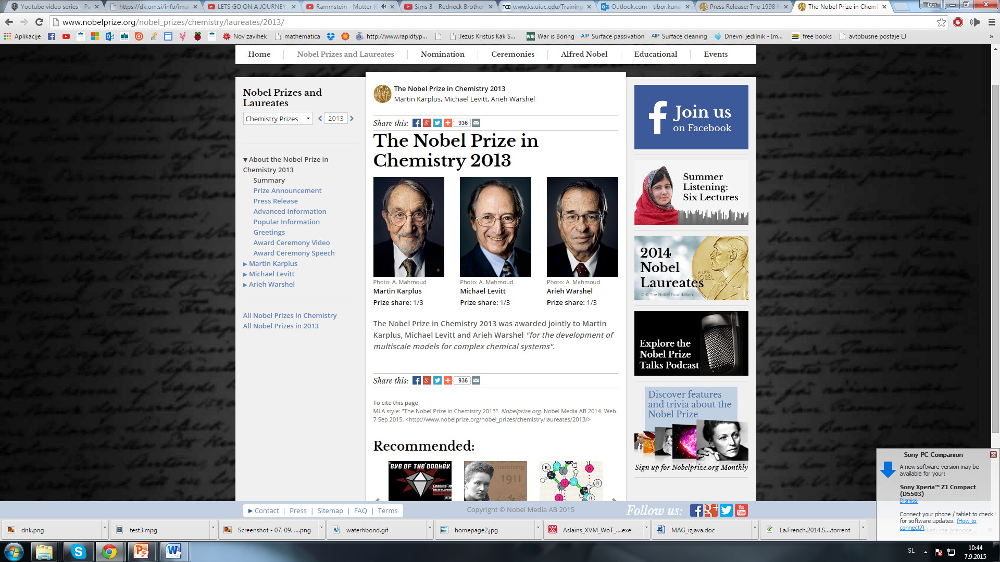 Youtube video series - Pa
https://dk.um.si/info/ima
LETS GO ON A JOURNEY
Rammstein - Mutter (
Sims 3 - Redneck Brother
TCB www.ks.uiuc.edu/Training
Outlook.com - tibor.kuna
Press Release: The 1998 N
The Nobel Prize in Chemi
Tibor
www.nobelprize.org/nobel_prizes/chemistry/laureates/2013/
Aplikacije
Nov zavihek
mathematica
http://www.rapidtyp...
Jezus Kristus Kak S...
WIB War is Boring
AIP Surface passivation
AIP Surface cleaning
Dnevni jedilnik - Im...
free books
avtobusne postaje LJ
»
Home
Nobel Prizes and Laureates
Nomination
Ceremonies
Alfred Nobel
Educational
Events
Nobel Prizes and
Laureates
Chemistry Prizes
2013
▼ About the Nobel Prize in
Chemistry 2013
Summary
Prize Announcement
Press Release
Advanced Information
Popular Information
Greetings
Award Ceremony Video
Award Ceremony Speech
▶ Martin Karplus
▶ Michael Levitt
▶ Arieh Warshel
All Nobel Prizes in Chemistry
All Nobel Prizes in 2013
The Nobel Prize in Chemistry 2013
Martin Karplus, Michael Levitt, Arieh Warshel
Share this: 936
The Nobel Prize in
Chemistry 2013
Photo: A. Mahmoud
Martin Karplus
Prize share: 1/3
Photo: A. Mahmoud
Michael Levitt
Prize share: 1/3
Photo: A. Mahmoud
Arieh Warshel
Prize share: 1/3
The Nobel Prize in Chemistry 2013 was awarded jointly to Martin
Karplus, Michael Levitt and Arieh Warshel "for the development of
multiscale models for complex chemical systems".
Share this: 936
To cite this page
MLA style: "The Nobel Prize in Chemistry 2013". Nobelprize.org. Nobel Media AB 2014. Web.
7 Sep 2015. <http://www.nobelprize.org/nobel_prizes/chemistry/laureates/2013/>
Recommended:
EYE OF THE DONKEY
LOADING:
chemistry
1911
Join us
on Facebook
Summer
Listening:
Six Lectures
2014
Nobel
Laureates
© ® The Nobel Foundation.
Explore the
Nobel Prize
Talks Podcast
Discover features
and trivia about the
Nobel Prize
Sign up for Nobelprize.org Monthly
▶ Contact | Press | Sitemap | FAQ | Terms
Copyright © Nobel Media AB 2015
Follow us:
You
Tube
Sony PC Companion
A new software version may be
available for your:
Sony Xperia™ Z1 Compact
(D5503)
Dismiss
Connect your phone / tablet to check
for software updates. (How to
connect?)
dnk.png
test3.mpg
Screenshot - 07. 09. ....png
waterhbond.gif
homepage2.jpg
Aslains_XVM_WoT_....exe
MAG_izjava.doc
La.French.2014.S....torrent
SL
10:44
7.9.2015